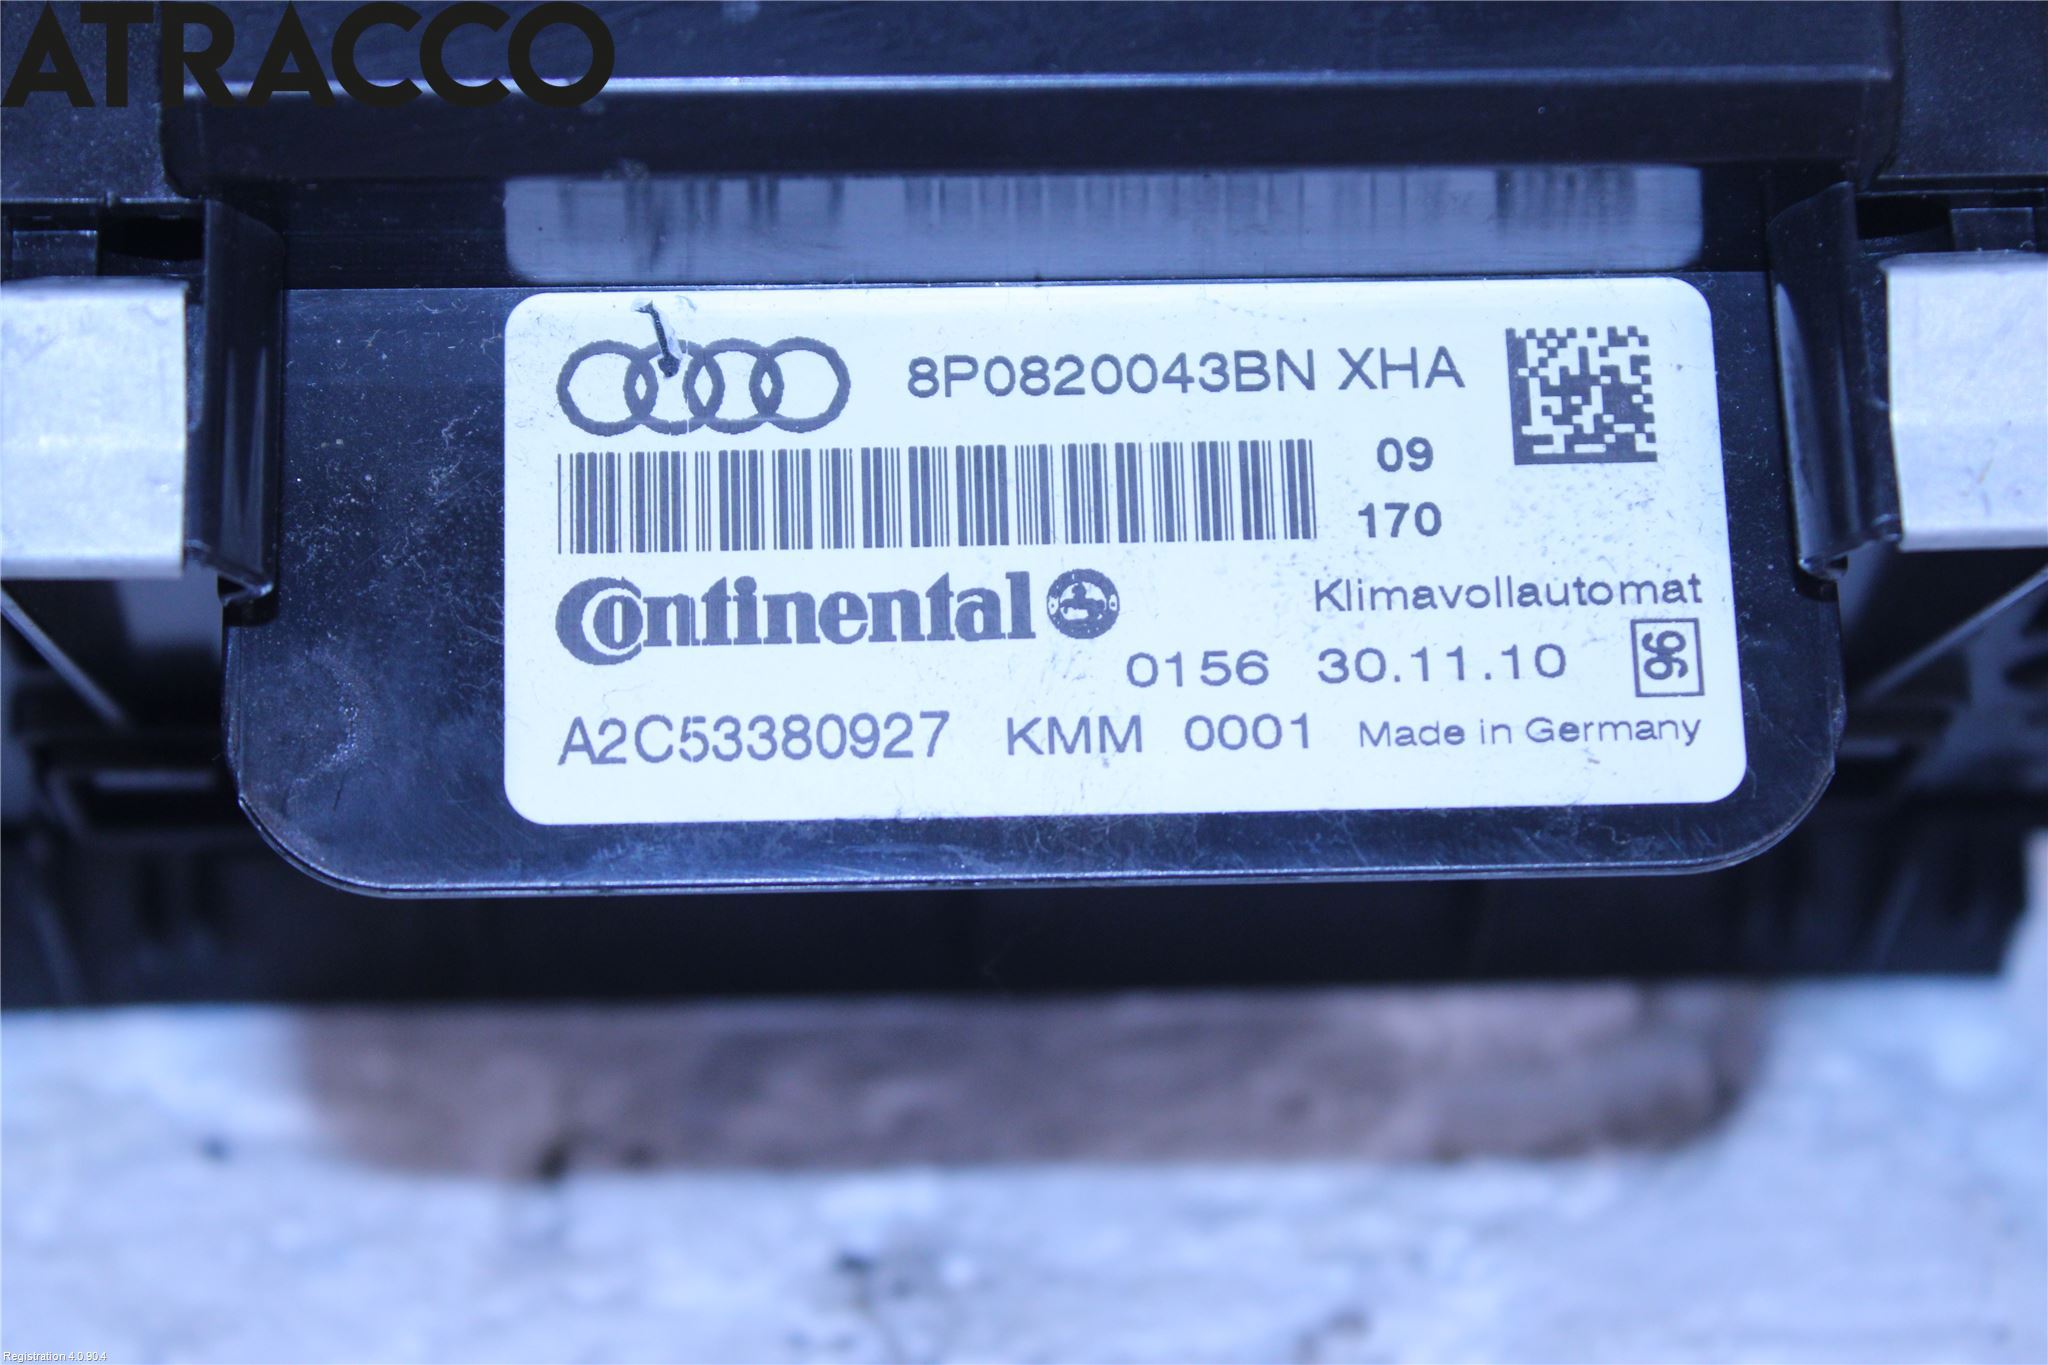 ATRACCO
8P0820043BN XHA
09
170
Continental
Klimavollautomat
0156 30.11.10 96
A2C53380927 KMM 0001 Made in Germany
Registration 4.0.90.4